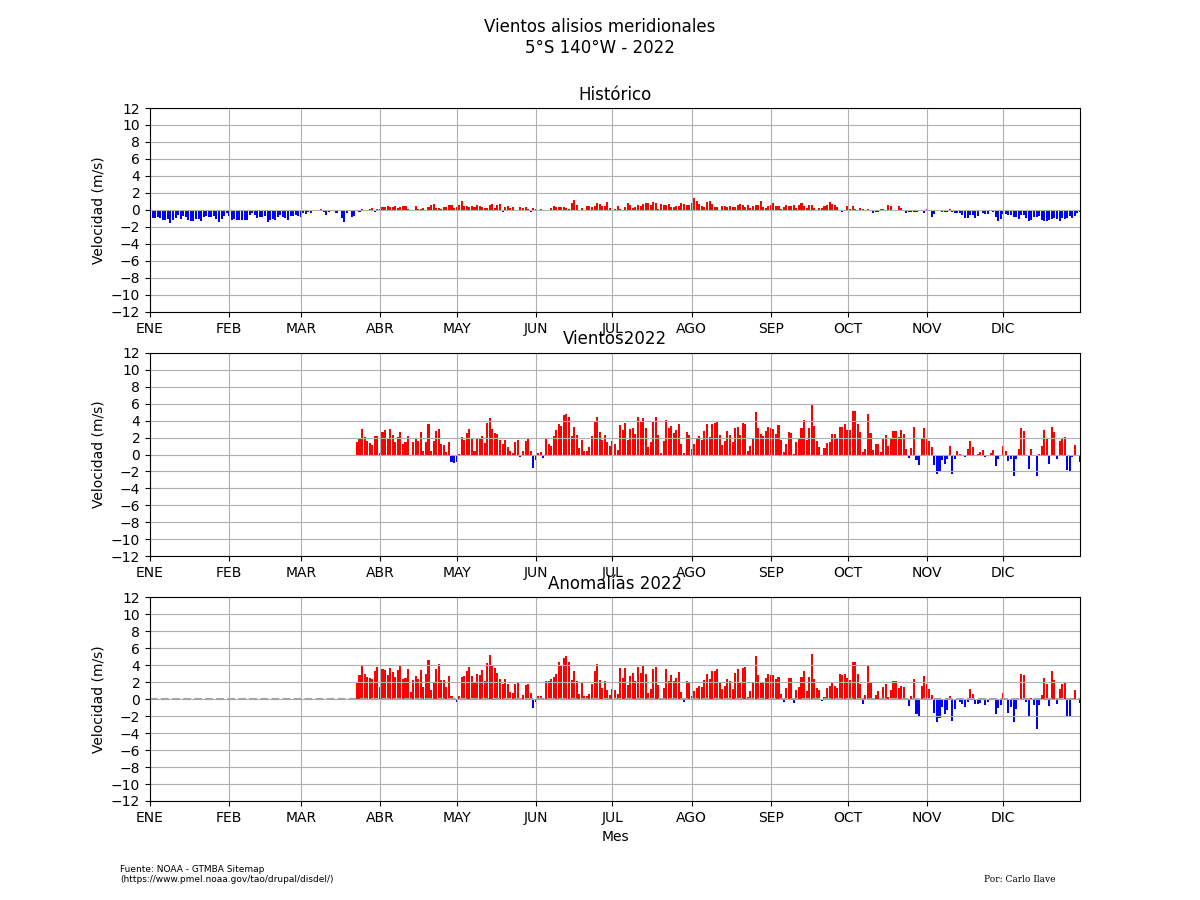 Vientos alisios meridionales
5°S 140°W - 2022
Histórico
Velocidad (m/s)
12
10
8
6
4
2
0
−2
−4
−6
−8
−10
−12
ENE FEB MAR ABR MAY JUN JUL AGO SEP OCT NOV DIC
Vientos2022
Velocidad (m/s)
12
10
8
6
4
2
0
−2
−4
−6
−8
−10
−12
ENE FEB MAR ABR MAY JUN JUL AGO SEP OCT NOV DIC
Anomalías 2022
Velocidad (m/s)
12
10
8
6
4
2
0
−2
−4
−6
−8
−10
−12
ENE FEB MAR ABR MAY JUN JUL AGO SEP OCT NOV DIC
Mes
Fuente: NOAA - GTMBA Sitemap
(https://www.pmel.noaa.gov/tao/drupal/disdel/)
Por: Carlo Ilave